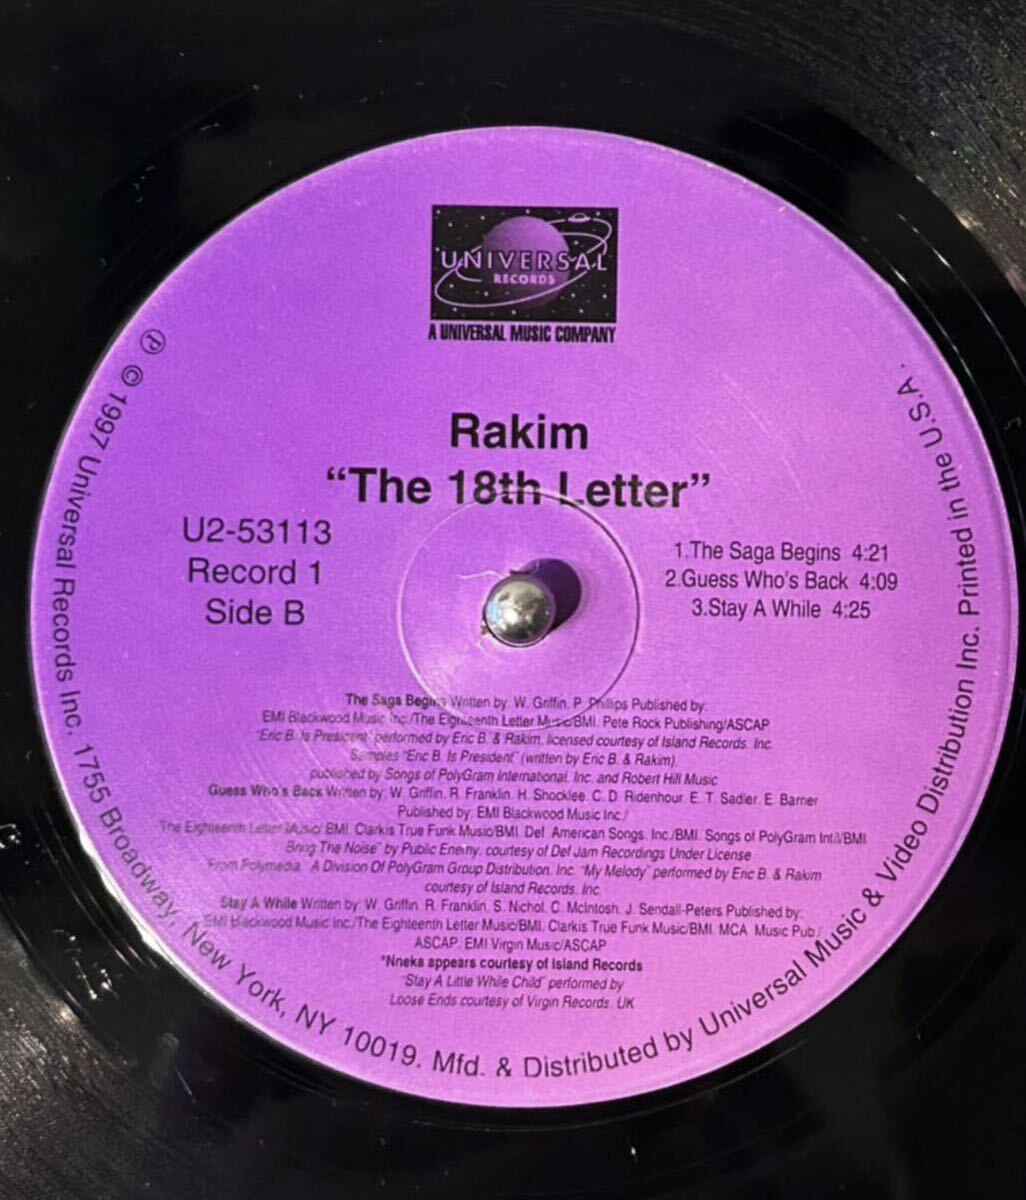 UNIVERSAL
RECORDS
A UNIVERSAL MUSIC COMPANY
Rakim
“The 18th Letter”
U2-53113
Record 1
Side B
1.The Saga Begins 4:21
2.Guess Who's Back 4:09
3.Stay A While 4:25
The Saga Begins Written by: W. Griffin, P. Phillips Published by:
EMI Blackwood Music Inc./The Eighteenth Letter Music/BMI. Pete Rock Publishing/ASCAP
"Eric B. Is President" performed by Eric B. & Rakim, licensed courtesy of Island Records, Inc.
Samples "Eric B. Is President" (written by Eric B. & Rakim).
published by Songs of PolyGram International, Inc. and Robert Hill Music
Guess Who's Back Written by: W. Griffin, R. Franklin, H. Shocklee, C. D. Ridenhour, E. T. Sadler, E. Barrier
Published by: EMI Blackwood Music Inc./
The Eighteenth Letter Music/ BMI. Clarkis True Funk Music/BMI. Def American Songs, Inc./BMI. Songs of PolyGram Int'l/BMI
Bring The Noise" by Public Enemy, courtesy of Def Jam Recordings Under License
From Polymedia, A Division Of PolyGram Group Distribution, Inc. "My Melody" performed by Eric B. & Rakim
courtesy of Island Records, Inc.
Stay A While Written by: W. Griffin, R. Franklin, S. Nichol, C. McIntosh, J. Sendall-Peters Published by:
EMI Blackwood Music Inc./The Eighteenth Letter Music/BMI. Clarkis True Funk Music/BMI. MCA Music Pub./
ASCAP. EMI Virgin Music/ASCAP
*Nneka appears courtesy of Island Records
"Stay A Little While Child" performed by
Loose Ends courtesy of Virgin Records, UK
℗ © 1997 Universal Records Inc. 1755 Broadway, New York, NY 10019. Mfd. & Distributed by Universal Music & Video Distribution Inc. Printed in the U.S.A.